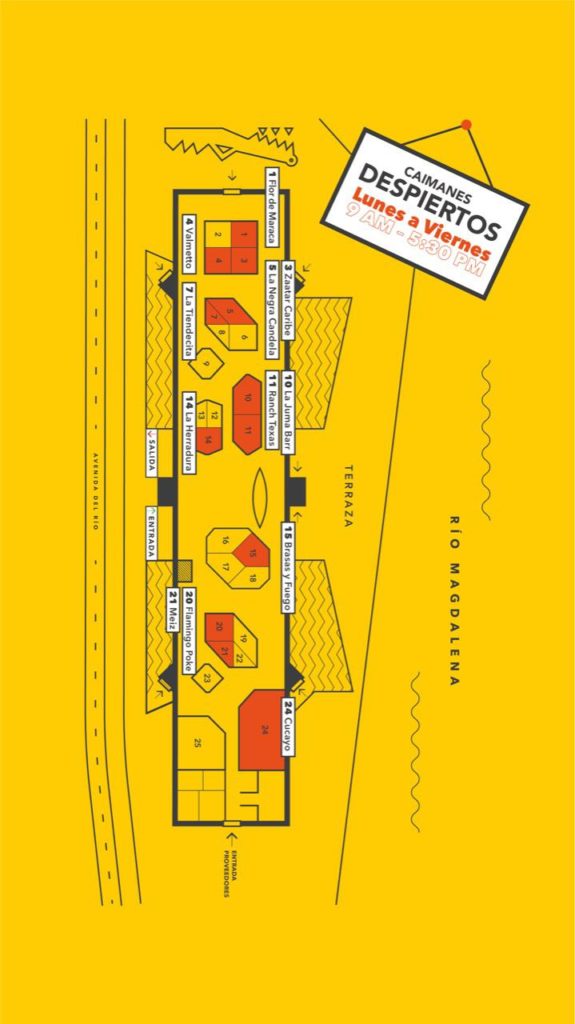 CAIMANES
DESPIERTOS
Lunes a Viernes
9 AM - 5:30 PM
RÍO MAGDALENA
TERRAZA
3 Zaatar Caribe
10 La Juma Barr
15 Brasas y Fuego
24 Cucayo
1 Flor de Maraca
5 La Negra Candela
11 Ranch Texas
4 Valmetto
7 La Tiendecita
14 La Herradura
20 Flamingo Poke
21 Meiz
1
2
3
4
5
6
7
8
9
10
11
12
13
14
15
16
17
18
19
20
21
22
23
24
25
SALIDA
ENTRADA
ENTRADA
PROVEEDORES
AVENIDA DEL RÍO